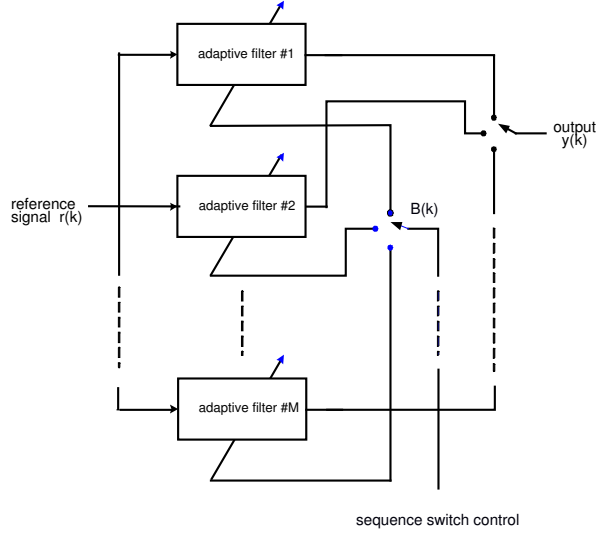 adaptive filter #1
output
y(k)
adaptive filter #2
reference
signal r(k)
B(k)
adaptive filter #M
sequence switch control